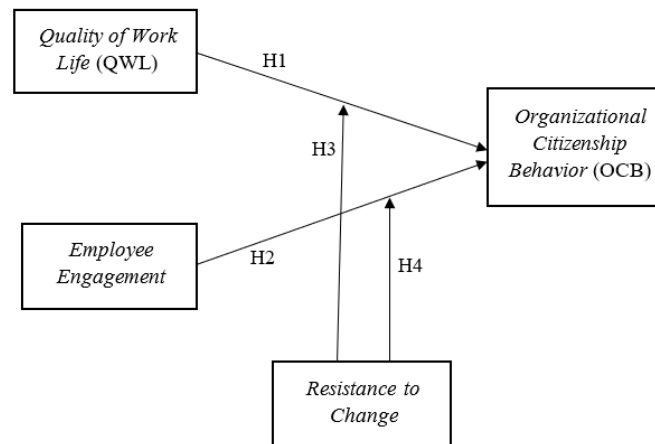 Quality of Work
Life (QWL)
H1
Organizational
Citizenship
Behavior (OCB)
H3
Employee
Engagement
H2
H4
Resistance to
Change